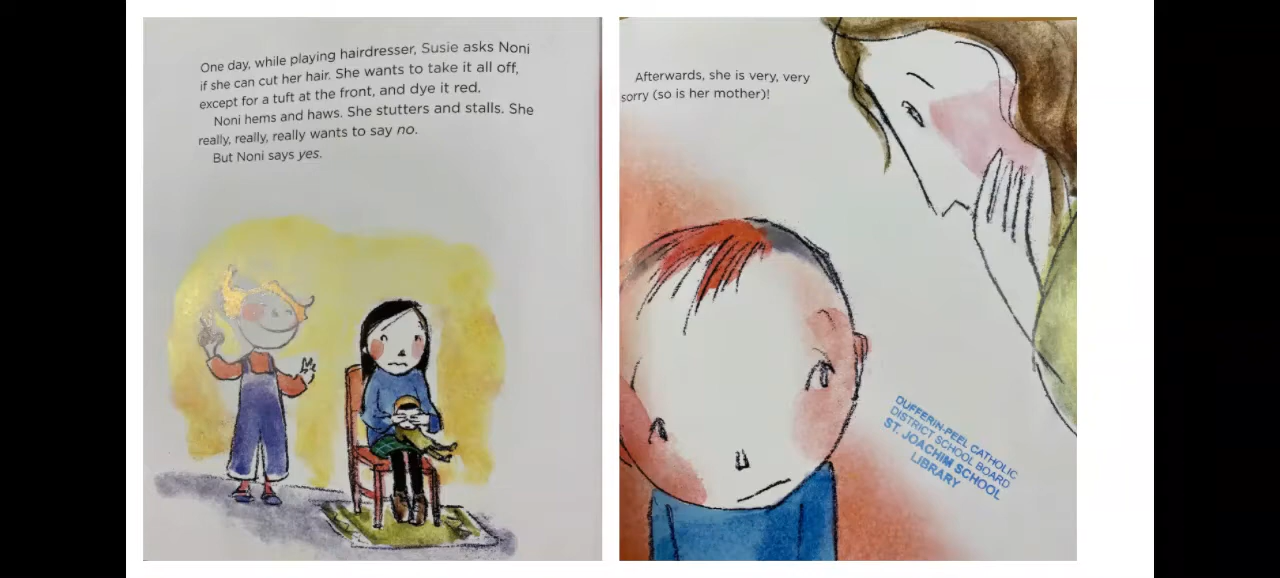 One day, while playing hairdresser, Susie asks Noni
if she can cut her hair. She wants to take it all off,
except for a tuft at the front, and dye it red.
Noni hems and haws. She stutters and stalls. She
really, really, really wants to say no.
But Noni says yes.
Afterwards, she is very, very
sorry (so is her mother)!
DUFFERIN-PEEL CATHOLIC
DISTRICT SCHOOL BOARD
ST. JOACHIM SCHOOL
LIBRARY